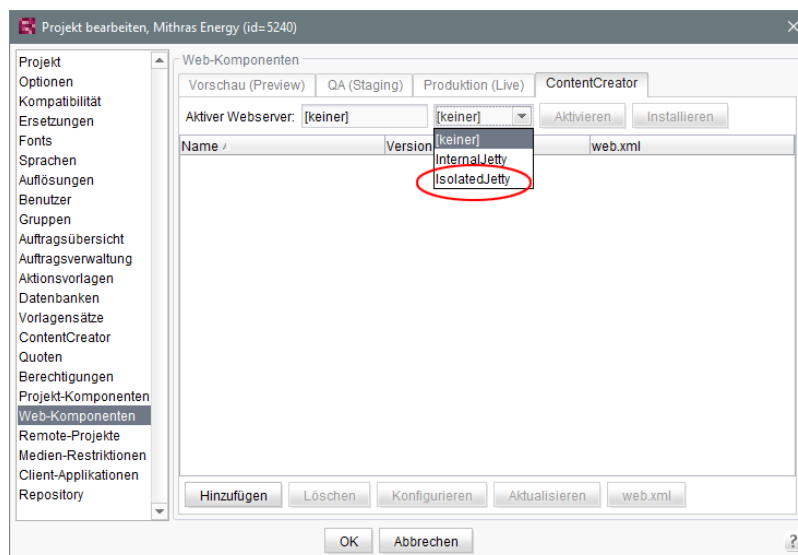 Projekt bearbeiten, Mithras Energy (id=5240)
Projekt
Optionen
Kompatibilität
Ersetzungen
Fonts
Sprachen
Auflösungen
Benutzer
Gruppen
Auftragsübersicht
Auftragsverwaltung
Aktionsvorlagen
Datenbanken
Vorlagensätze
ContentCreator
Quoten
Berechtigungen
Projekt-Komponenten
Web-Komponenten
Remote-Projekte
Medien-Restriktionen
Client-Applikationen
Repository
Web-Komponenten
Vorschau (Preview) QA (Staging) Produktion (Live) ContentCreator
Aktiver Webserver: [keiner] [keiner] Aktivieren Installieren
Name Version web.xml
[keiner]
InternalJetty
IsolatedJetty
Hinzufügen Löschen Konfigurieren Aktualisieren web.xml
OK Abbrechen ?